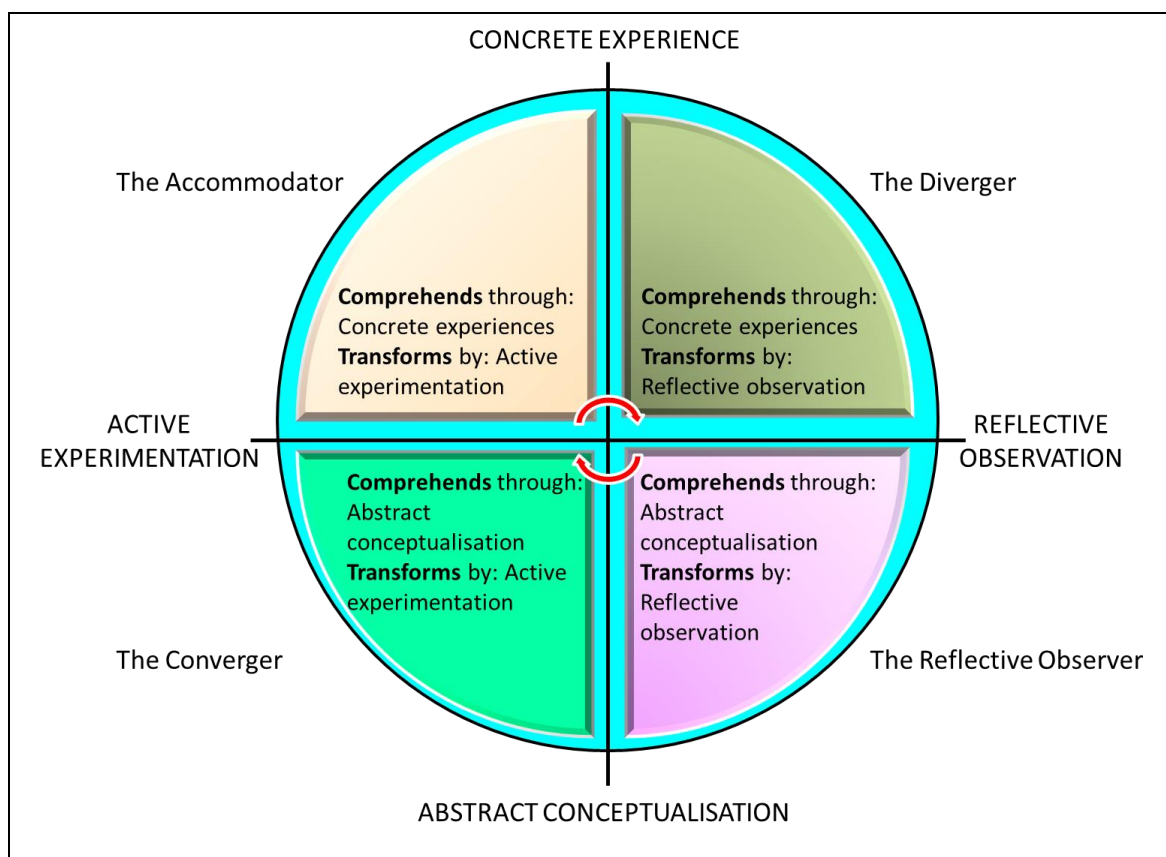 CONCRETE EXPERIENCE
The Accommodator
The Diverger
Comprehends through:
Concrete experiences
Transforms by: Active
experimentation
Comprehends through:
Concrete experiences
Transforms by:
Reflective observation
ACTIVE
EXPERIMENTATION
REFLECTIVE
OBSERVATION
Comprehends through:
Abstract
conceptualisation
Transforms by: Active
experimentation
Comprehends through:
Abstract
conceptualisation
Transforms by:
Reflective
observation
The Converger
The Reflective Observer
ABSTRACT CONCEPTUALISATION